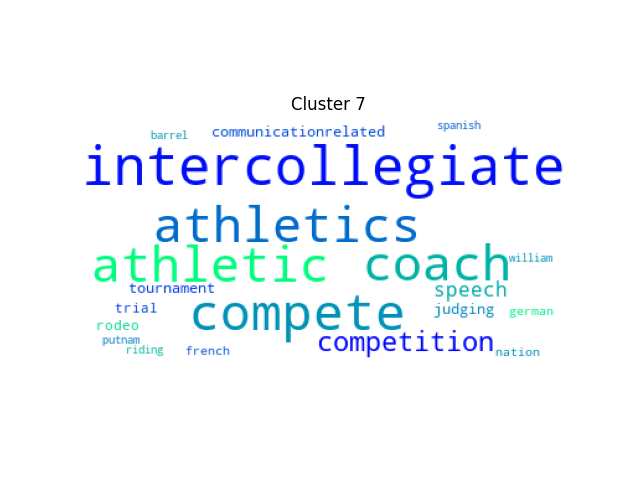 Cluster 7
barrel communicationrelated spanish
intercollegiate
athletics
athletic coach william
tournament speech
trial compete judging german
rodeo
putnam competition
riding french nation